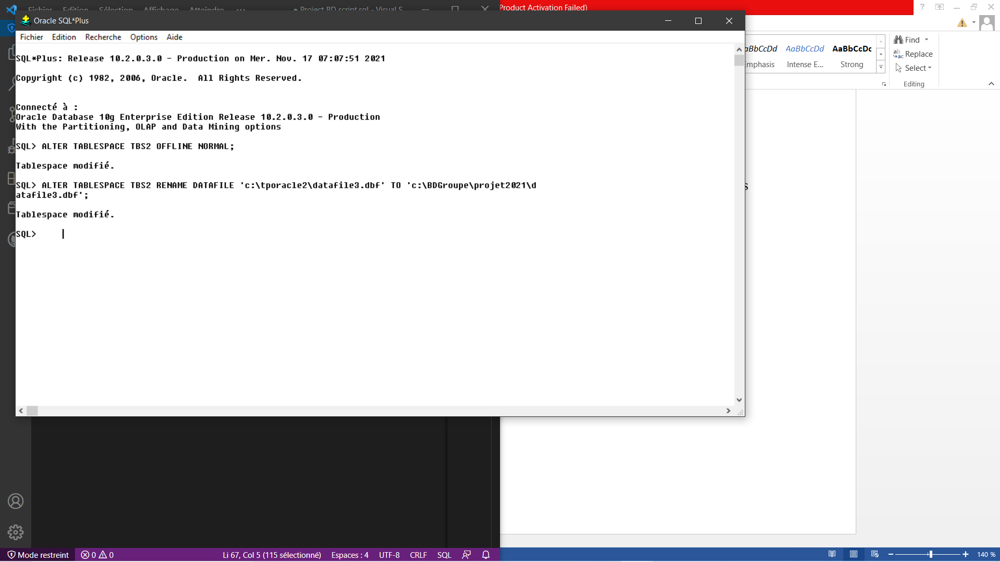 Fichier Edition Sélection Affichage Atteindre ... ● Project BD script.sql - Visual S
Product Activation Failed)
Oracle SQL*Plus
Fichier Edition Recherche Options Aide
SQL*Plus: Release 10.2.0.3.0 - Production on Mer. Nov. 17 07:07:51 2021
Copyright (c) 1982, 2006, Oracle.  All Rights Reserved.
Connecté à :
Oracle Database 10g Enterprise Edition Release 10.2.0.3.0 - Production
With the Partitioning, OLAP and Data Mining options
SQL> ALTER TABLESPACE TBS2 OFFLINE NORMAL;
Tablespace modifié.
SQL> ALTER TABLESPACE TBS2 RENAME DATAFILE 'c:\tporacle2\datafile3.dbf' TO 'c:\BDGroupe\projet2021\d
atafile3.dbf';
Tablespace modifié.
SQL>
aBbCcDd AaBbCcDd AaBbCcDc
Emphasis Intense E... Strong
Find
Replace
Select
Editing
s
Mode restreint 0 0 Li 67, Col 5 (115 sélectionné) Espaces : 4 UTF-8 CRLF SQL
140 %